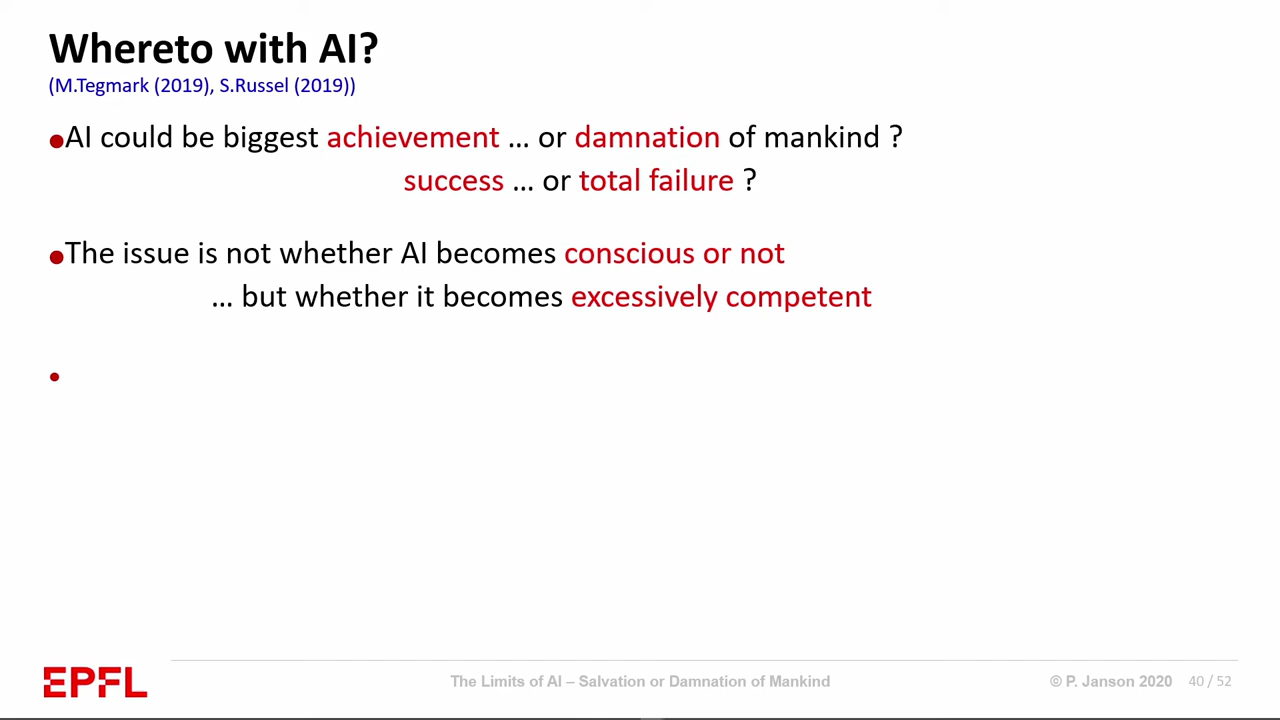 Whereto with AI?
(M.Tegmark (2019), S.Russel (2019))
•AI could be biggest achievement ... or damnation of mankind ?
success ... or total failure ?
•The issue is not whether AI becomes conscious or not
... but whether it becomes excessively competent
•
EPFL
The Limits of AI – Salvation or Damnation of Mankind
© P. Janson 2020 40 / 52